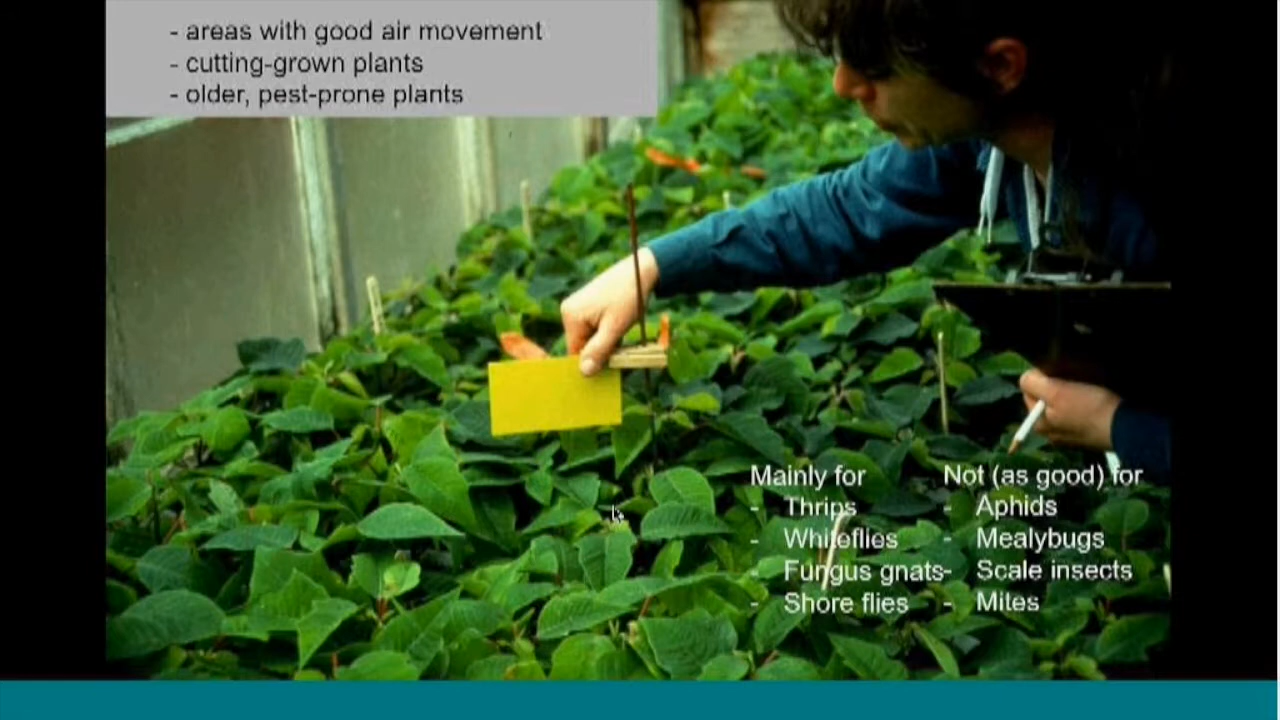 - areas with good air movement
- cutting-grown plants
- older, pest-prone plants
Mainly for
- Thrips
- Whiteflies
Fungus gnats
- Shore flies
Not (as good) for
- Aphids
- Mealybugs
- Scale insects
- Mites